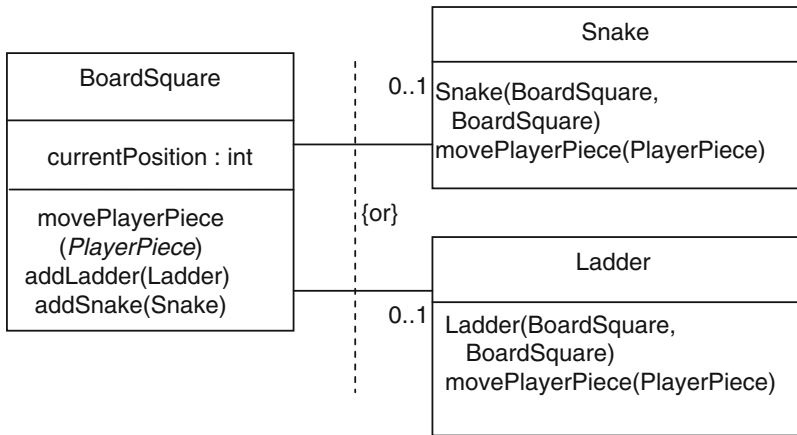 BoardSquare
currentPosition : int
movePlayerPiece
(PlayerPiece)
addLadder(Ladder)
addSnake(Snake)
{or}
0..1
Snake
Snake(BoardSquare,
BoardSquare)
movePlayerPiece(PlayerPiece)
0..1
Ladder
Ladder(BoardSquare,
BoardSquare)
movePlayerPiece(PlayerPiece)